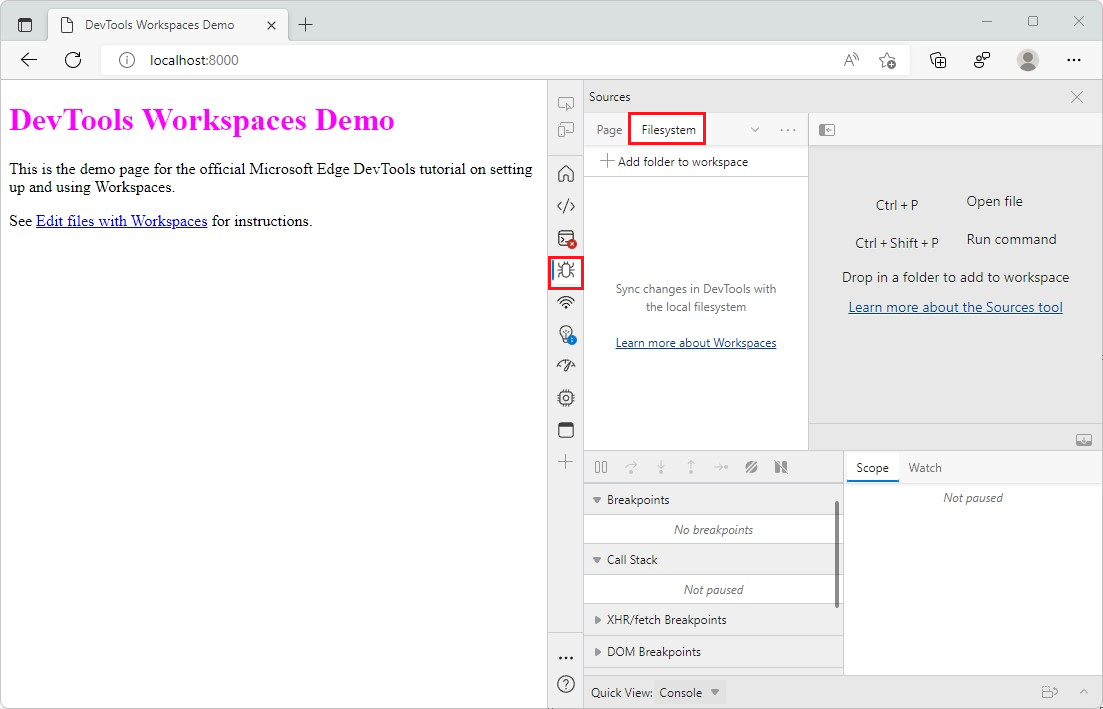 DevTools Workspaces Demo
localhost:8000
DevTools Workspaces Demo
This is the demo page for the official Microsoft Edge DevTools tutorial on setting
up and using Workspaces.
See Edit files with Workspaces for instructions.
Sources
Page Filesystem
Add folder to workspace
Sync changes in DevTools with
the local filesystem
Learn more about Workspaces
Ctrl + P Open file
Ctrl + Shift + P Run command
Drop in a folder to add to workspace
Learn more about the Sources tool
Breakpoints
No breakpoints
Call Stack
Not paused
XHR/fetch Breakpoints
DOM Breakpoints
Scope Watch
Not paused
Quick View: Console